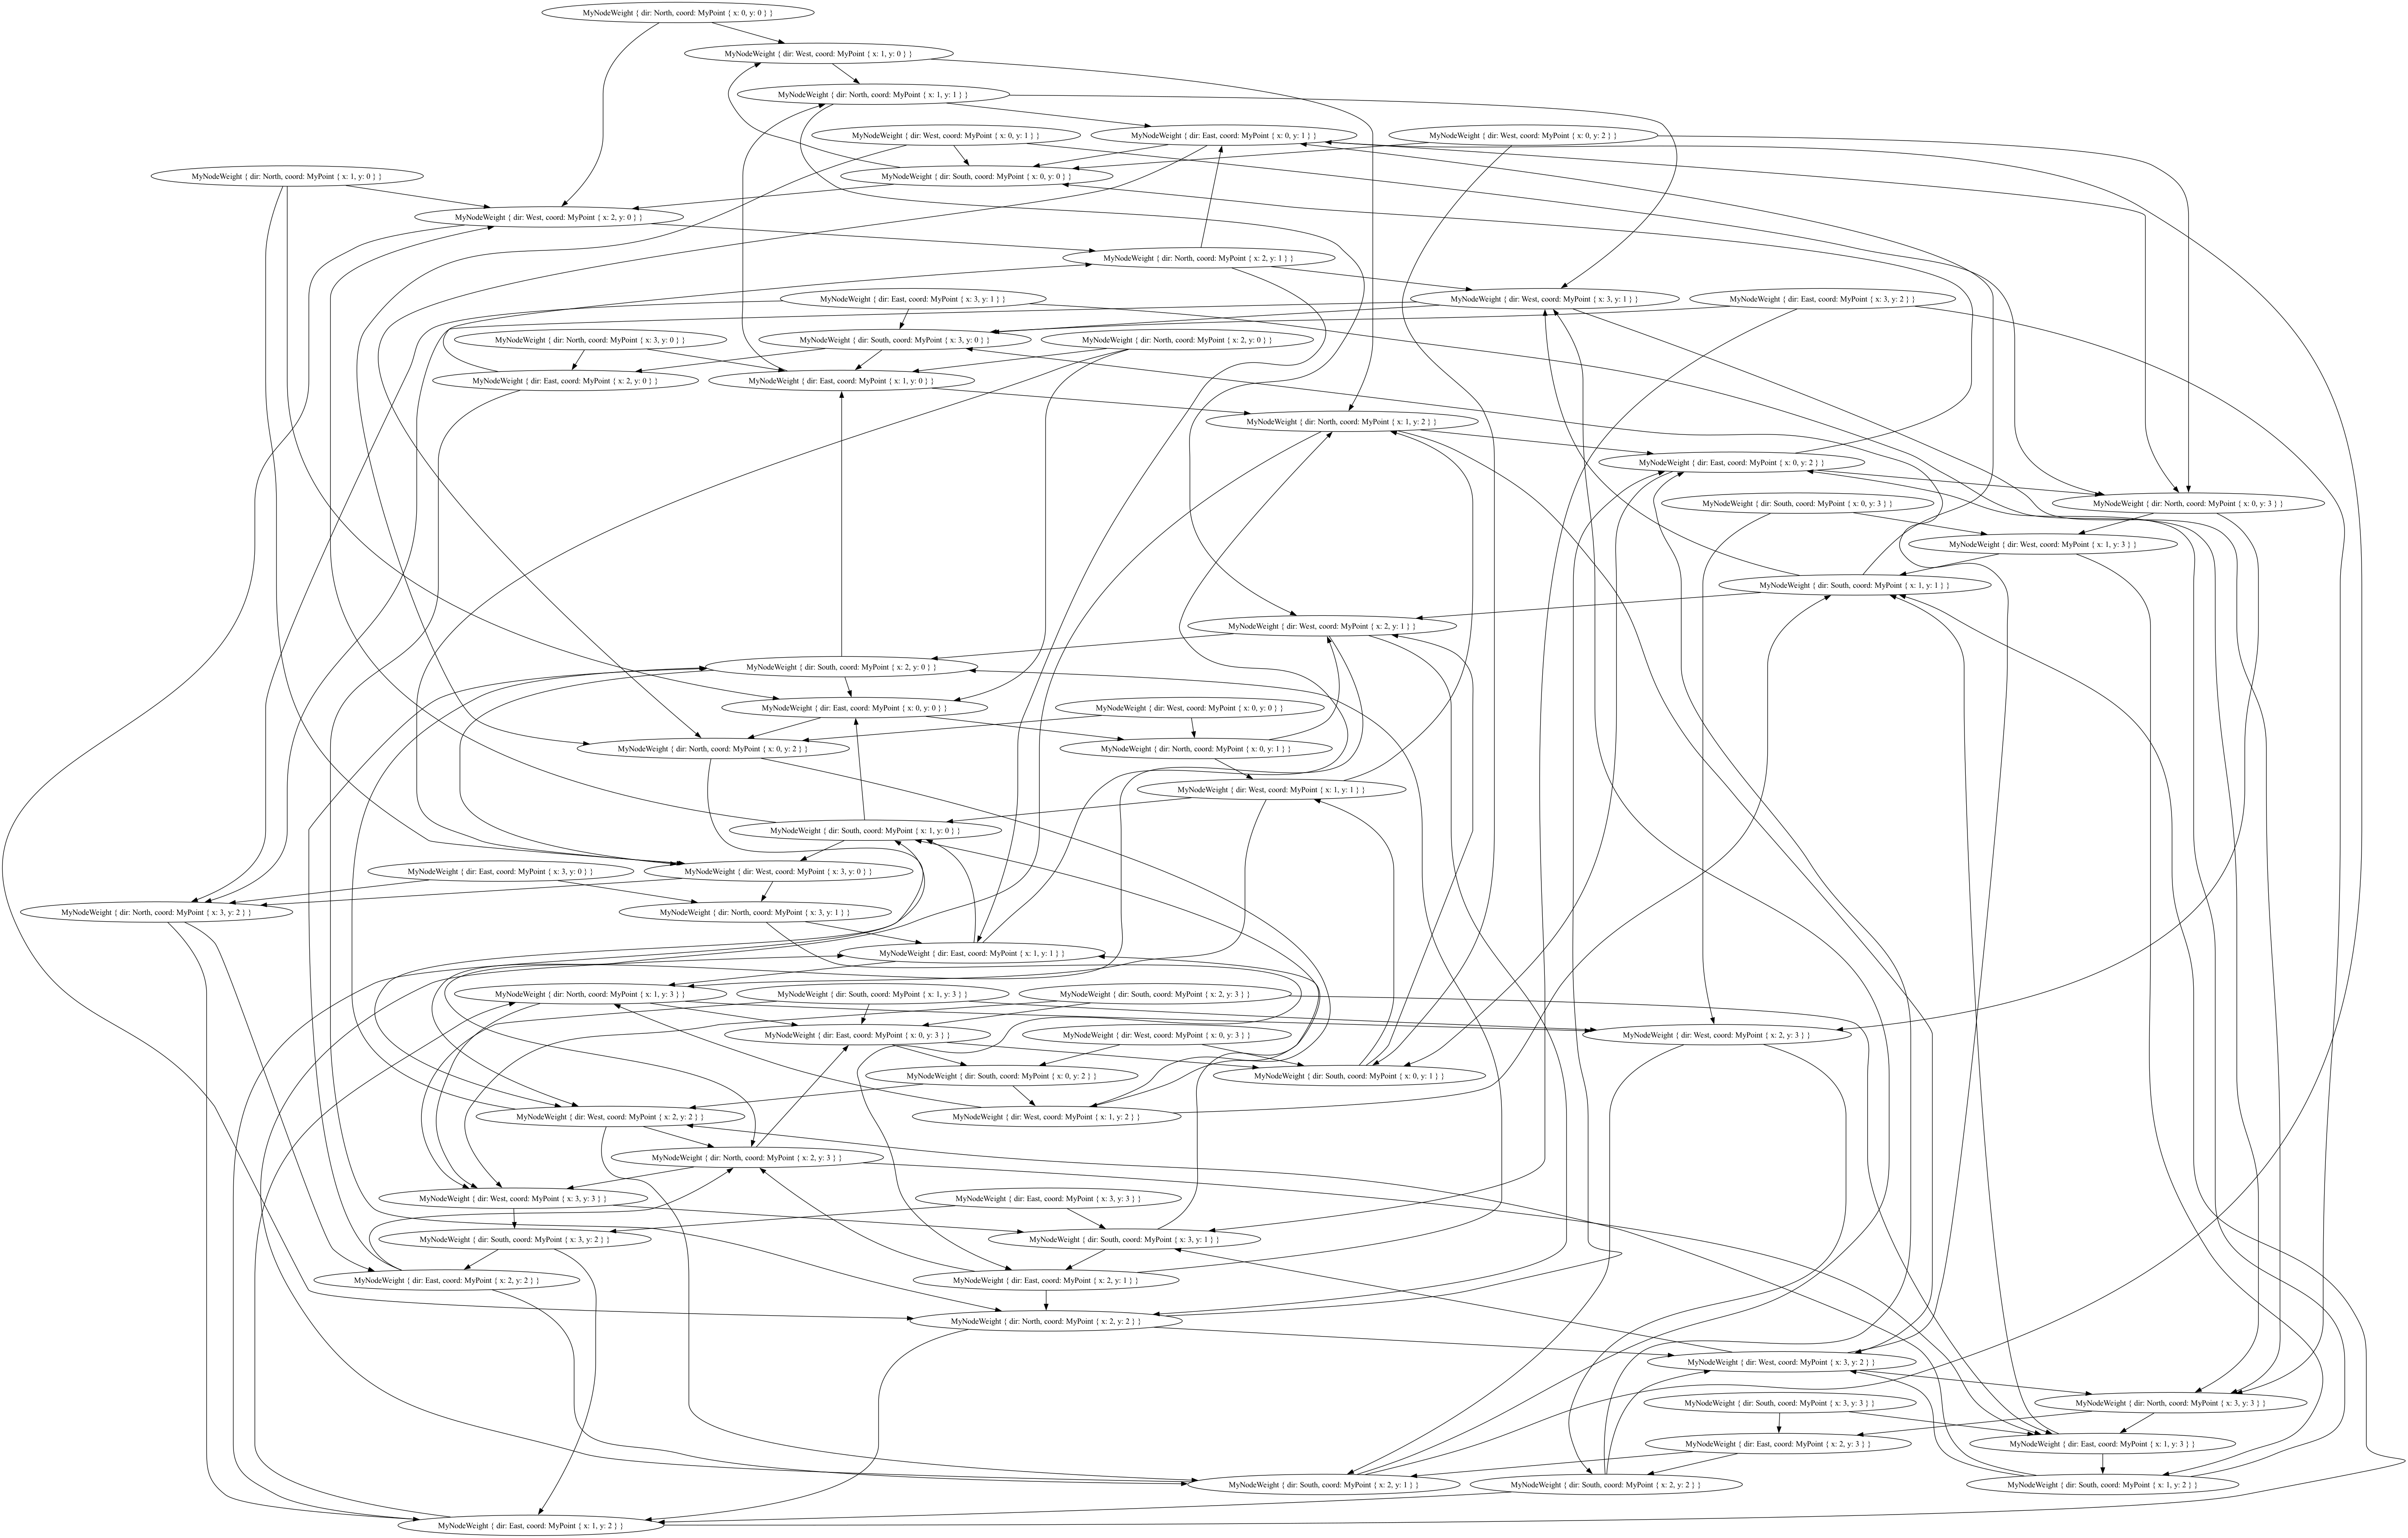 MyNodeWeight { dir: North, coord: MyPoint { x: 0, y: 0 } }
MyNodeWeight { dir: West, coord: MyPoint { x: 1, y: 0 } }
MyNodeWeight { dir: North, coord: MyPoint { x: 1, y: 1 } }
MyNodeWeight { dir: West, coord: MyPoint { x: 0, y: 1 } }
MyNodeWeight { dir: East, coord: MyPoint { x: 0, y: 1 } }
MyNodeWeight { dir: West, coord: MyPoint { x: 0, y: 2 } }
MyNodeWeight { dir: North, coord: MyPoint { x: 1, y: 0 } }
MyNodeWeight { dir: South, coord: MyPoint { x: 0, y: 0 } }
MyNodeWeight { dir: West, coord: MyPoint { x: 2, y: 0 } }
MyNodeWeight { dir: North, coord: MyPoint { x: 2, y: 1 } }
MyNodeWeight { dir: East, coord: MyPoint { x: 3, y: 1 } }
MyNodeWeight { dir: West, coord: MyPoint { x: 3, y: 1 } }
MyNodeWeight { dir: East, coord: MyPoint { x: 3, y: 2 } }
MyNodeWeight { dir: North, coord: MyPoint { x: 3, y: 0 } }
MyNodeWeight { dir: South, coord: MyPoint { x: 3, y: 0 } }
MyNodeWeight { dir: North, coord: MyPoint { x: 2, y: 0 } }
MyNodeWeight { dir: East, coord: MyPoint { x: 2, y: 0 } }
MyNodeWeight { dir: East, coord: MyPoint { x: 1, y: 0 } }
MyNodeWeight { dir: North, coord: MyPoint { x: 1, y: 2 } }
MyNodeWeight { dir: East, coord: MyPoint { x: 0, y: 2 } }
MyNodeWeight { dir: South, coord: MyPoint { x: 0, y: 3 } }
MyNodeWeight { dir: North, coord: MyPoint { x: 0, y: 3 } }
MyNodeWeight { dir: West, coord: MyPoint { x: 1, y: 3 } }
MyNodeWeight { dir: South, coord: MyPoint { x: 1, y: 1 } }
MyNodeWeight { dir: West, coord: MyPoint { x: 2, y: 1 } }
MyNodeWeight { dir: South, coord: MyPoint { x: 2, y: 0 } }
MyNodeWeight { dir: East, coord: MyPoint { x: 0, y: 0 } }
MyNodeWeight { dir: West, coord: MyPoint { x: 0, y: 0 } }
MyNodeWeight { dir: North, coord: MyPoint { x: 0, y: 2 } }
MyNodeWeight { dir: North, coord: MyPoint { x: 0, y: 1 } }
MyNodeWeight { dir: West, coord: MyPoint { x: 1, y: 1 } }
MyNodeWeight { dir: South, coord: MyPoint { x: 1, y: 0 } }
MyNodeWeight { dir: East, coord: MyPoint { x: 3, y: 0 } }
MyNodeWeight { dir: West, coord: MyPoint { x: 3, y: 0 } }
MyNodeWeight { dir: North, coord: MyPoint { x: 3, y: 2 } }
MyNodeWeight { dir: North, coord: MyPoint { x: 3, y: 1 } }
MyNodeWeight { dir: East, coord: MyPoint { x: 1, y: 1 } }
MyNodeWeight { dir: North, coord: MyPoint { x: 1, y: 3 } }
MyNodeWeight { dir: South, coord: MyPoint { x: 1, y: 3 } }
MyNodeWeight { dir: South, coord: MyPoint { x: 2, y: 3 } }
MyNodeWeight { dir: East, coord: MyPoint { x: 0, y: 3 } }
MyNodeWeight { dir: West, coord: MyPoint { x: 0, y: 3 } }
MyNodeWeight { dir: West, coord: MyPoint { x: 2, y: 3 } }
MyNodeWeight { dir: South, coord: MyPoint { x: 0, y: 2 } }
MyNodeWeight { dir: South, coord: MyPoint { x: 0, y: 1 } }
MyNodeWeight { dir: West, coord: MyPoint { x: 2, y: 2 } }
MyNodeWeight { dir: West, coord: MyPoint { x: 1, y: 2 } }
MyNodeWeight { dir: North, coord: MyPoint { x: 2, y: 3 } }
MyNodeWeight { dir: West, coord: MyPoint { x: 3, y: 3 } }
MyNodeWeight { dir: East, coord: MyPoint { x: 3, y: 3 } }
MyNodeWeight { dir: South, coord: MyPoint { x: 3, y: 2 } }
MyNodeWeight { dir: South, coord: MyPoint { x: 3, y: 1 } }
MyNodeWeight { dir: East, coord: MyPoint { x: 2, y: 2 } }
MyNodeWeight { dir: East, coord: MyPoint { x: 2, y: 1 } }
MyNodeWeight { dir: North, coord: MyPoint { x: 2, y: 2 } }
MyNodeWeight { dir: West, coord: MyPoint { x: 3, y: 2 } }
MyNodeWeight { dir: South, coord: MyPoint { x: 3, y: 3 } }
MyNodeWeight { dir: North, coord: MyPoint { x: 3, y: 3 } }
MyNodeWeight { dir: East, coord: MyPoint { x: 2, y: 3 } }
MyNodeWeight { dir: East, coord: MyPoint { x: 1, y: 3 } }
MyNodeWeight { dir: South, coord: MyPoint { x: 2, y: 1 } }
MyNodeWeight { dir: South, coord: MyPoint { x: 2, y: 2 } }
MyNodeWeight { dir: South, coord: MyPoint { x: 1, y: 2 } }
MyNodeWeight { dir: East, coord: MyPoint { x: 1, y: 2 } }